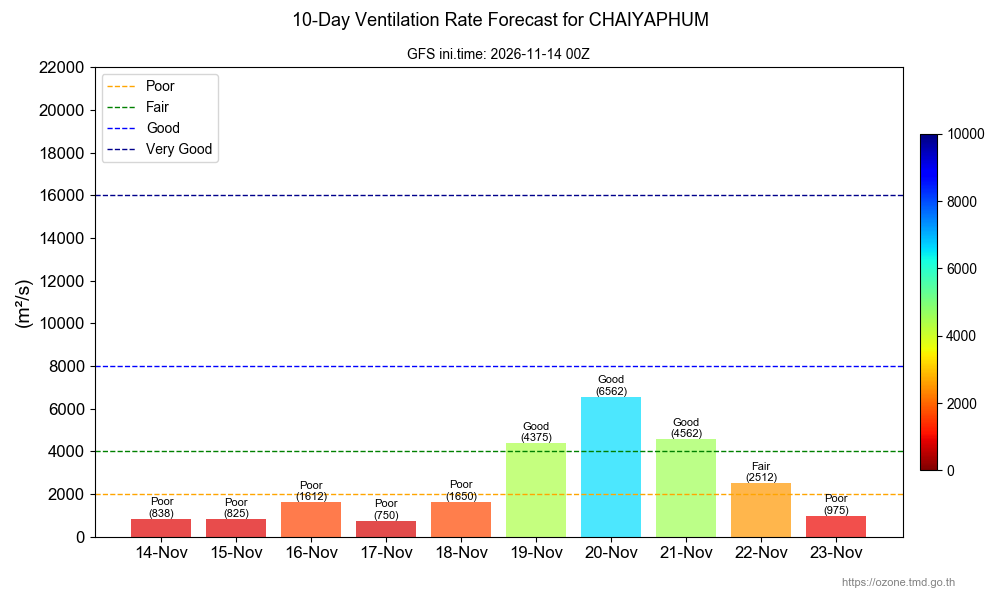 10-Day Ventilation Rate Forecast for CHAIYAPHUM
GFS ini.time: 2026-11-14 00Z
22000
20000
18000
16000
14000
12000
10000
8000
6000
4000
2000
0
(m²/s)
Poor
Fair
Good
Very Good
Poor
(838)
Poor
(825)
Poor
(1612)
Poor
(750)
Poor
(1650)
Good
(4375)
Good
(6562)
Good
(4562)
Fair
(2512)
Poor
(975)
14-Nov
15-Nov
16-Nov
17-Nov
18-Nov
19-Nov
20-Nov
21-Nov
22-Nov
23-Nov
10000
8000
6000
4000
2000
0
https://ozone.tmd.go.th